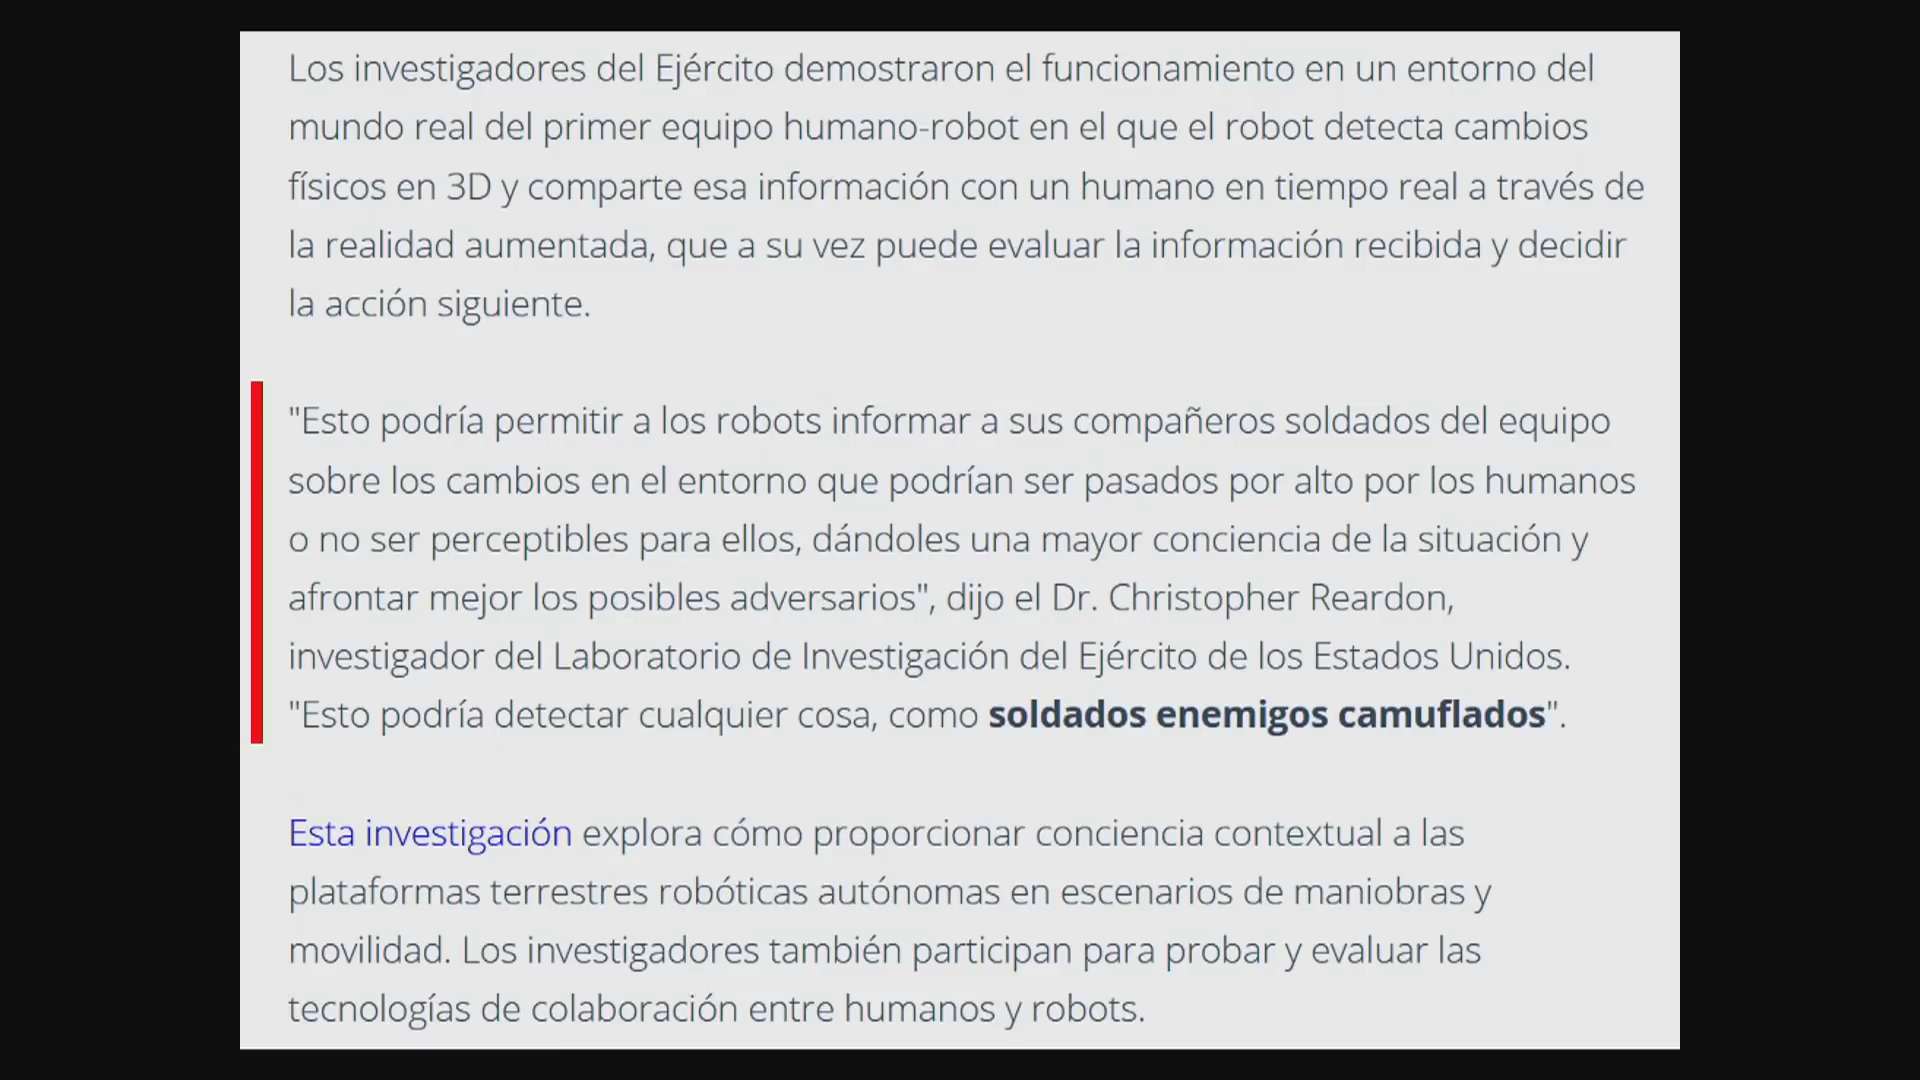 Los investigadores del Ejército demostraron el funcionamiento en un entorno del
mundo real del primer equipo humano-robot en el que el robot detecta cambios
físicos en 3D y comparte esa información con un humano en tiempo real a través de
la realidad aumentada, que a su vez puede evaluar la información recibida y decidir
la acción siguiente.
"Esto podría permitir a los robots informar a sus compañeros soldados del equipo
sobre los cambios en el entorno que podrían ser pasados por alto por los humanos
o no ser perceptibles para ellos, dándoles una mayor conciencia de la situación y
afrontar mejor los posibles adversarios", dijo el Dr. Christopher Reardon,
investigador del Laboratorio de Investigación del Ejército de los Estados Unidos.
"Esto podría detectar cualquier cosa, como soldados enemigos camuflados".
Esta investigación explora cómo proporcionar conciencia contextual a las
plataformas terrestres robóticas autónomas en escenarios de maniobras y
movilidad. Los investigadores también participan para probar y evaluar las
tecnologías de colaboración entre humanos y robots.